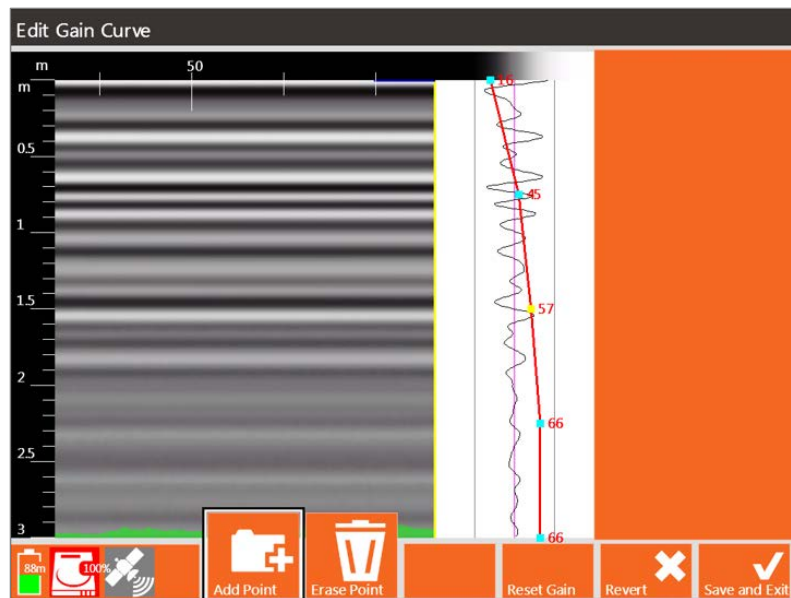 Edit Gain Curve
m
50
m
0.5
1
1.5
2
2.5
3
16
45
57
66
66
88m
100%
Add Point
Erase Point
Reset Gain
Revert
Save and Exit